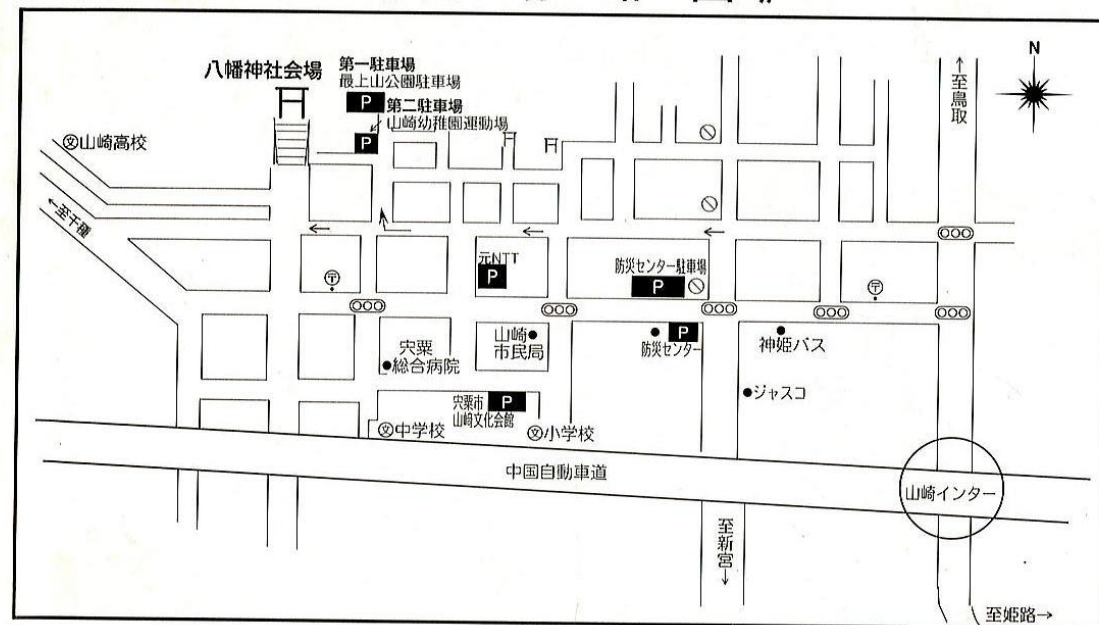 八幡神社会場
第一駐車場
最上山公園駐車場
P
第二駐車場
山崎幼稚園運動場
P
N
←至鳥取
文山崎高校
←至千種
元NTT
P
防災センター駐車場
P
〒
〒
宍粟
総合病院
山崎
市民局
防災センター
P
神姫バス
ジャスコ
宍粟市
山崎文化会館
P
文中学校
文小学校
中国自動車道
山崎インター
至新宮→
至姫路→